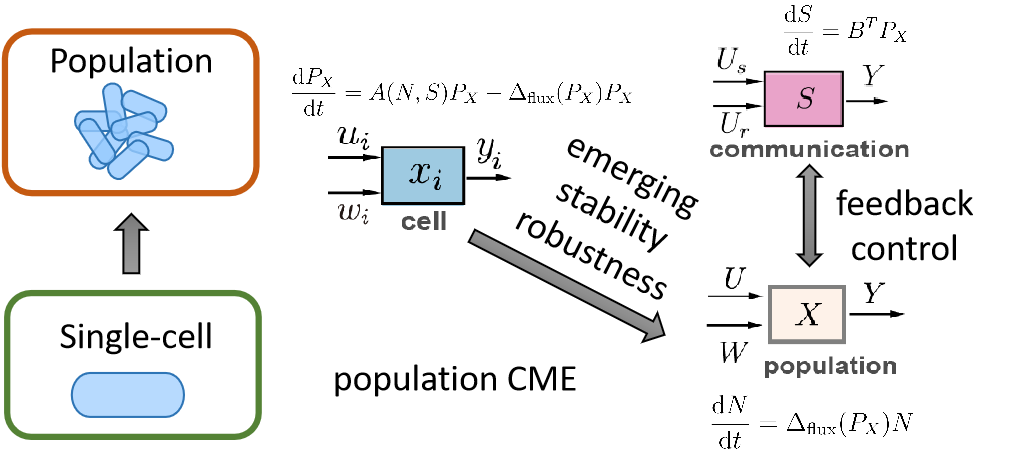 Population
Single-cell
dP_X/dt = A(N, S)P_X − Δ_flux(P_X)P_X
u_i
w_i
x_i
y_i
cell
emerging
stability
robustness
population CME
dS/dt = B^T P_X
U_s
U_r
S
Y
communication
feedback
control
U
W
X
Y
population
dN/dt = Δ_flux(P_X)N